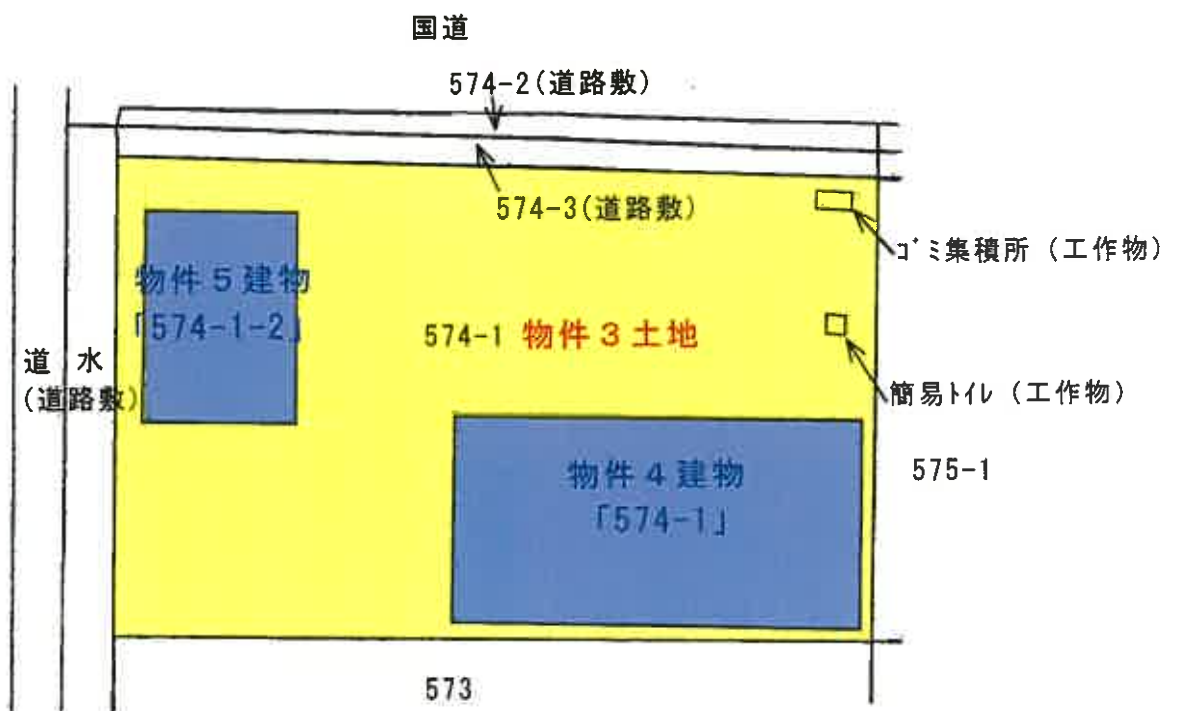 国道
574-2(道路敷)
574-3(道路敷)
ゴミ集積所（工作物）
物件５建物
「574-1-2」
574-1 物件３土地
道 水
(道路敷)
簡易トイレ（工作物）
物件４建物
「574-1」
575-1
573